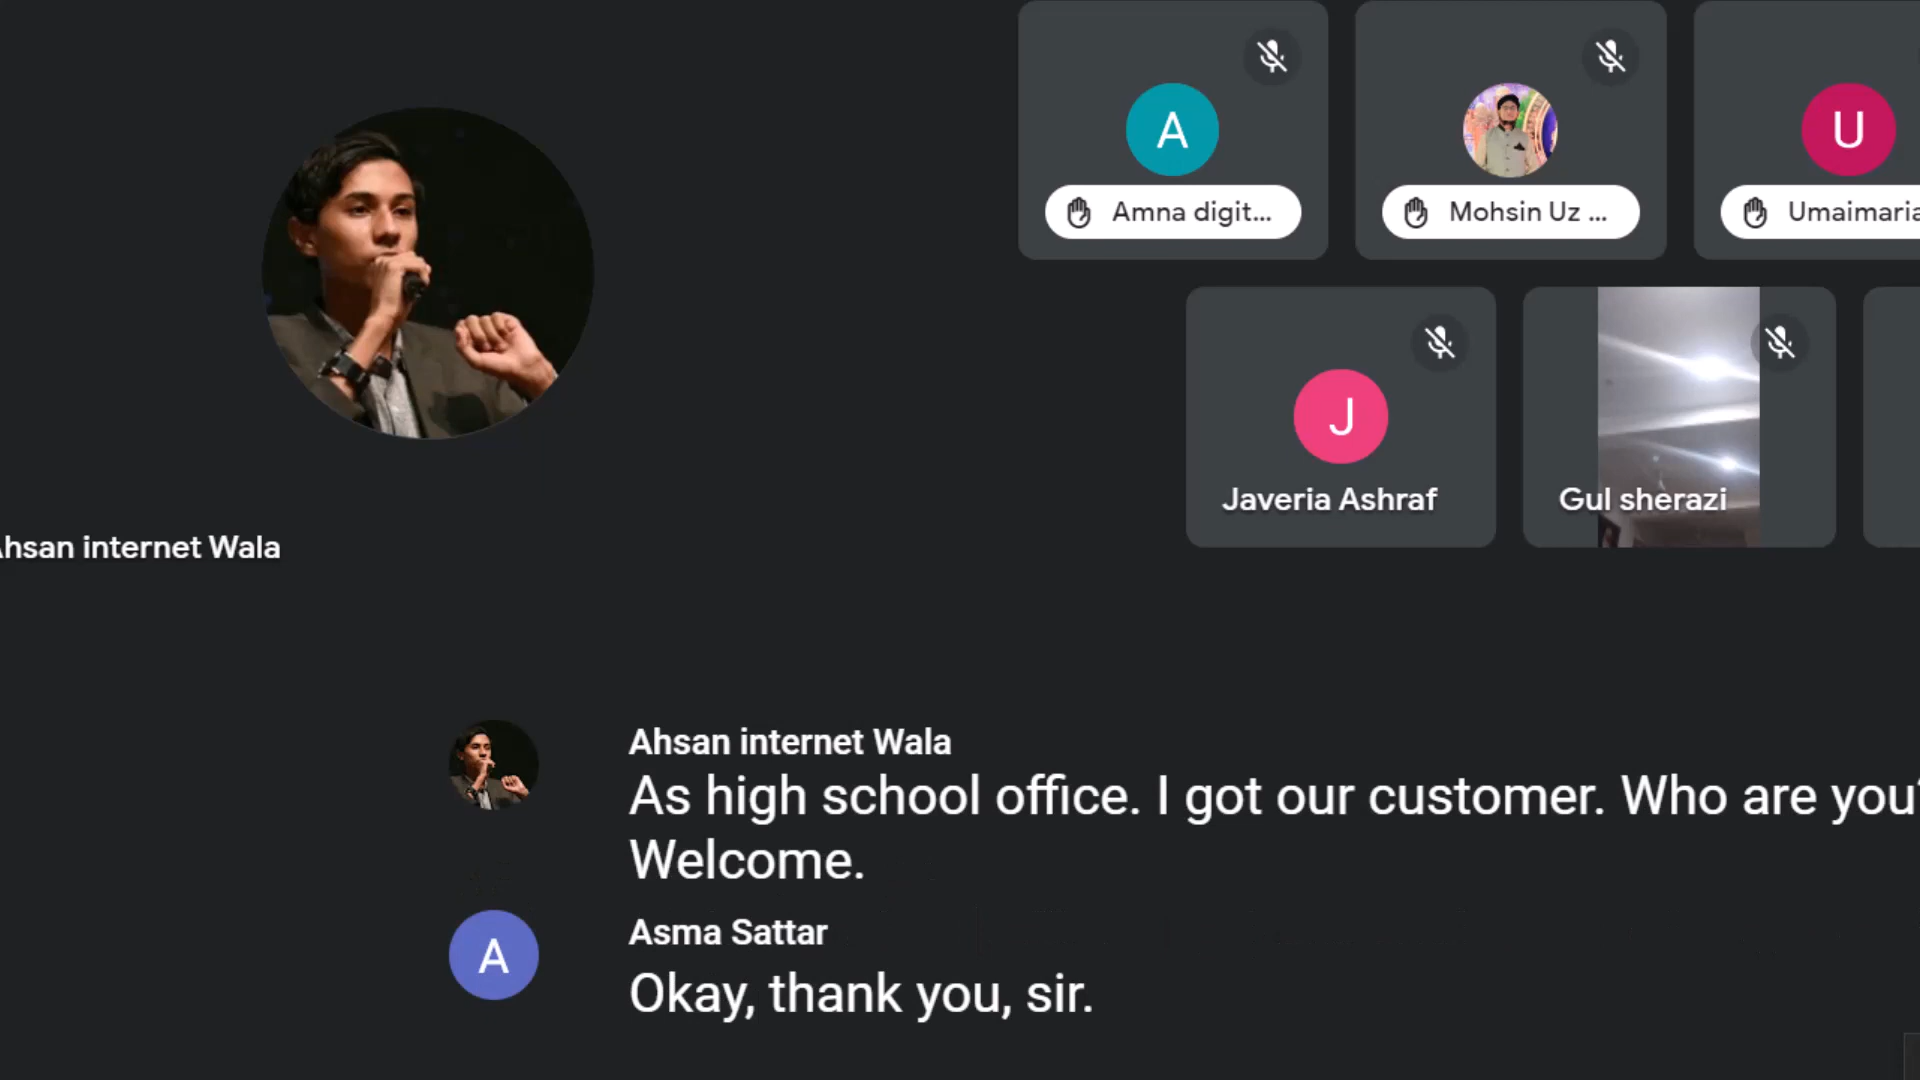 A
Amna digit...
Mohsin Uz ...
U
Umaimaria
J
Javeria Ashraf
Gul sherazi
Ahsan internet Wala
Ahsan internet Wala
As high school office. I got our customer. Who are you?
Welcome.
A
Asma Sattar
Okay, thank you, sir.